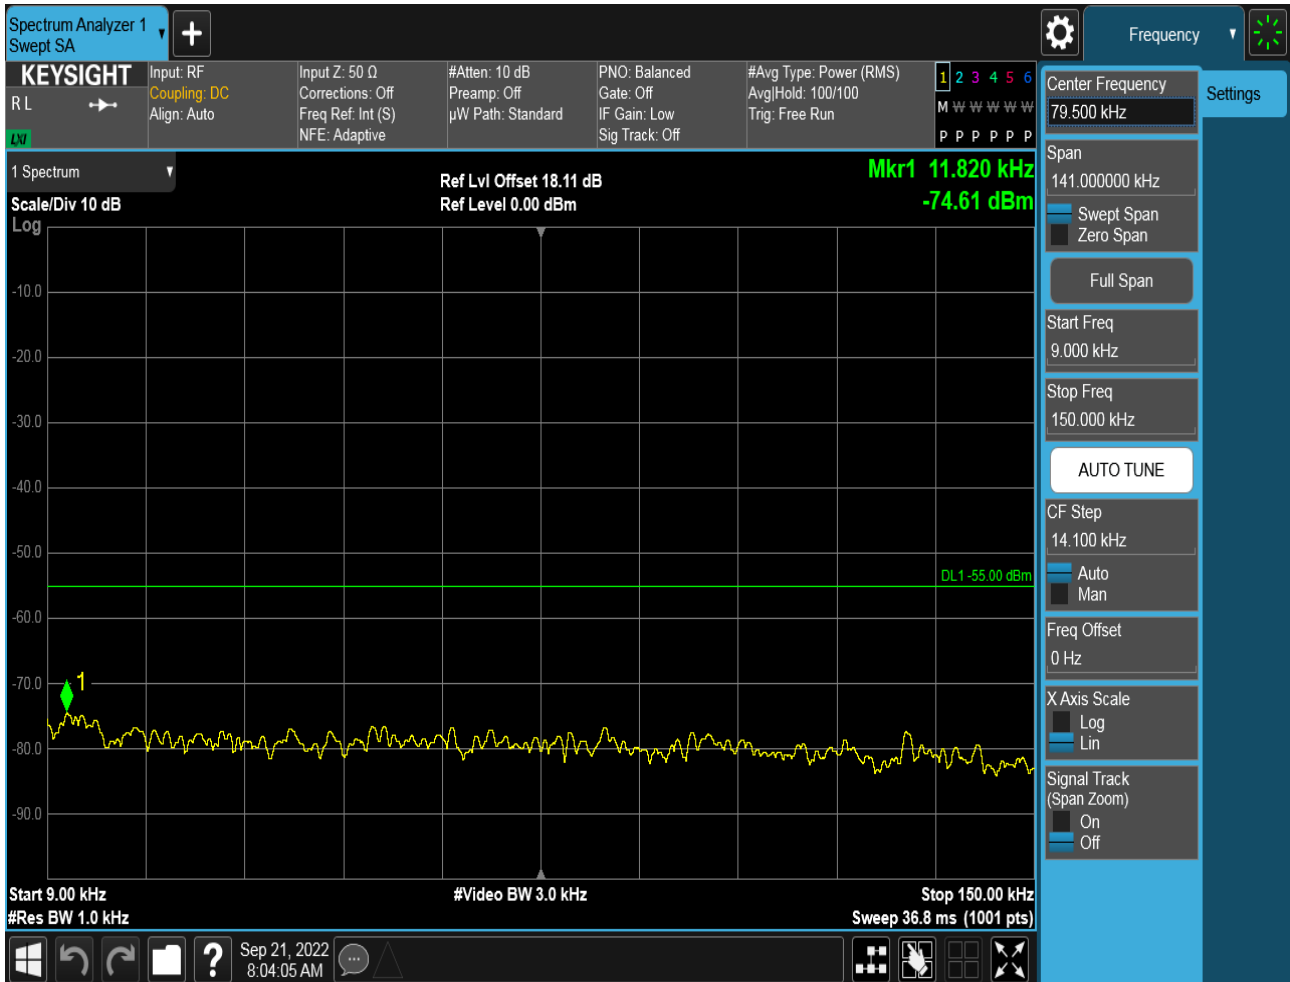 Spectrum Analyzer 1
Swept SA
Frequency
KEYSIGHT
R L
LXI
Input: RF
Coupling: DC
Align: Auto
Input Z: 50 Ω
Corrections: Off
Freq Ref: Int (S)
NFE: Adaptive
#Atten: 10 dB
Preamp: Off
µW Path: Standard
PNO: Balanced
Gate: Off
IF Gain: Low
Sig Track: Off
#Avg Type: Power (RMS)
Avg|Hold: 100/100
Trig: Free Run
1 2 3 4 5 6
M W W W W W
P P P P P P
1 Spectrum
Scale/Div 10 dB
Log
Ref Lvl Offset 18.11 dB
Ref Level 0.00 dBm
Mkr1 11.820 kHz
-74.61 dBm
-10.0
-20.0
-30.0
-40.0
-50.0
DL1 -55.00 dBm
-60.0
-70.0
1
-80.0
-90.0
Start 9.00 kHz
#Res BW 1.0 kHz
#Video BW 3.0 kHz
Stop 150.00 kHz
Sweep 36.8 ms (1001 pts)
Center Frequency
79.500 kHz
Settings
Span
141.000000 kHz
Swept Span
Zero Span
Full Span
Start Freq
9.000 kHz
Stop Freq
150.000 kHz
AUTO TUNE
CF Step
14.100 kHz
Auto
Man
Freq Offset
0 Hz
X Axis Scale
Log
Lin
Signal Track
(Span Zoom)
On
Off
?
Sep 21, 2022
8:04:05 AM